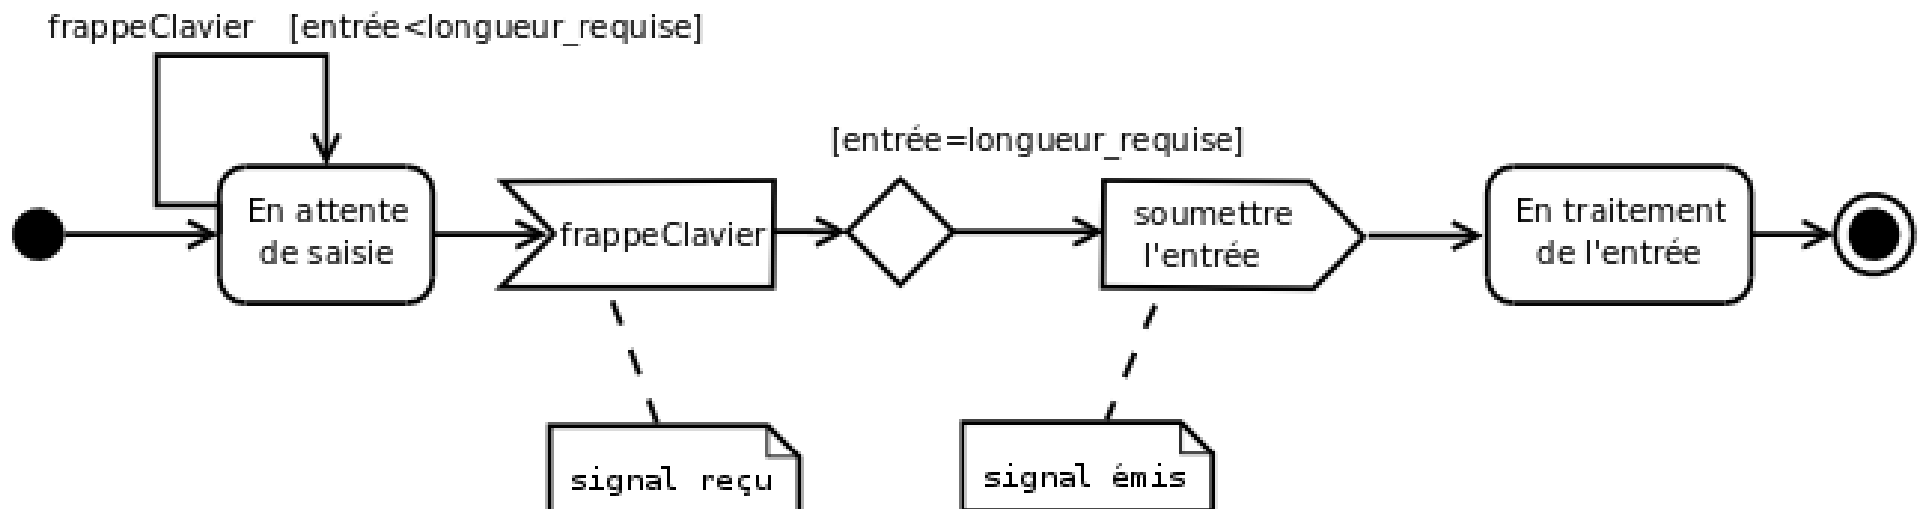 frappeClavier [entrée<longueur_requise]
[entrée=longueur_requise]
En attente
de saisie
frappeClavier
soumettre
l'entrée
En traitement
de l'entrée
signal reçu
signal émis